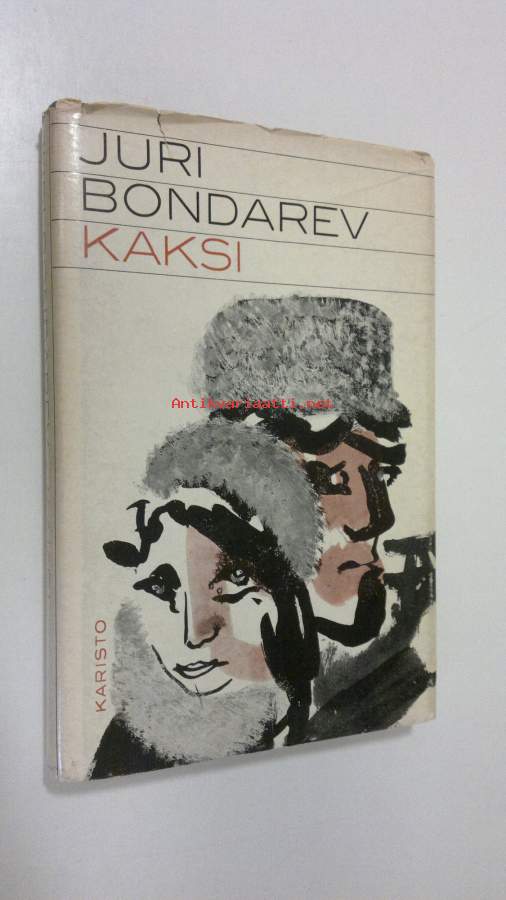 JURI
BONDAREV
KAKSI
Antikvariaatti.net
KARISTO